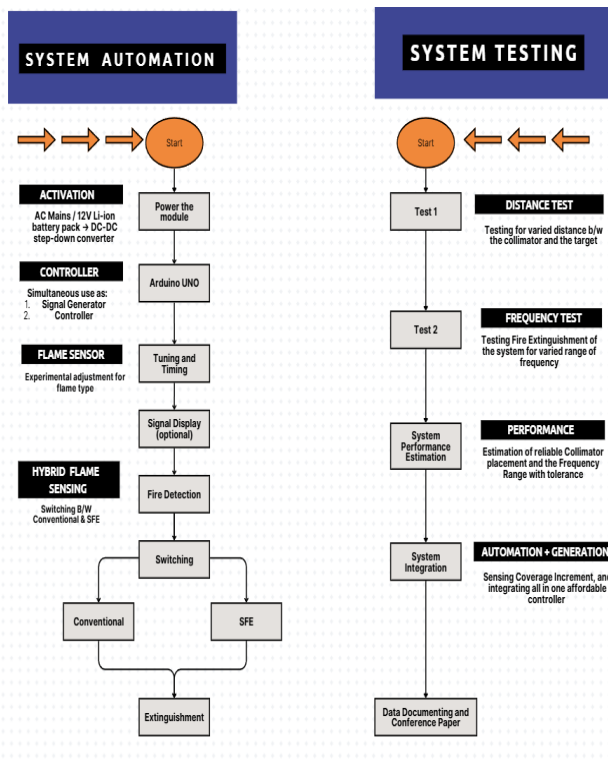 SYSTEM AUTOMATION
Start
ACTIVATION
AC Mains / 12V Li-ion
battery pack → DC-DC
step-down converter
Power the
module
CONTROLLER
Simultaneous use as:
1. Signal Generator
2. Controller
Arduino UNO
FLAME SENSOR
Experimental adjustment for
flame type
Tuning and
Timing
Signal Display
(optional)
HYBRID FLAME
SENSING
Switching B/W
Conventional & SFE
Fire Detection
Switching
Conventional
SFE
Extinguishment
SYSTEM TESTING
Start
Test 1
DISTANCE TEST
Testing for varied distance b/w
the collimator and the target
Test 2
FREQUENCY TEST
Testing Fire Extinguishment of
the system for varied range of
frequency
System
Performance
Estimation
PERFORMANCE
Estimation of reliable Collimator
placement and the Frequency
Range with tolerance
System
Integration
AUTOMATION + GENERATION
Sensing Coverage Increment, and
integrating all in one affordable
controller
Data Documenting and
Conference Paper